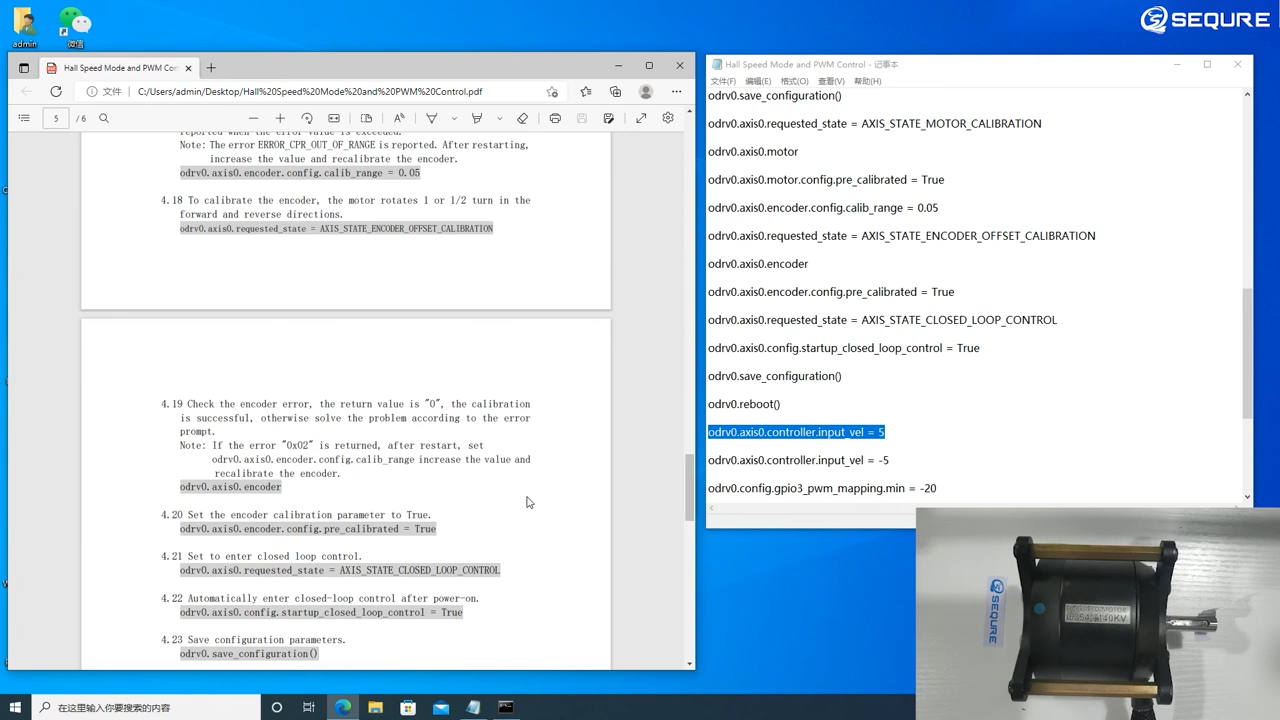 admin
微信
SEQURE
Hall Speed Mode and PWM Con
文件
C:/Users/admin/Desktop/Hall%20Speed%20Mode%20and%20PWM%20Control.pdf
5 / 6
reported when the error value is exceeded.
Note: The error ERROR_CPR_OUT_OF_RANGE is reported. After restarting,
increase the value and recalibrate the encoder.
odrv0.axis0.encoder.config.calib_range = 0.05
4.18 To calibrate the encoder, the motor rotates 1 or 1/2 turn in the
forward and reverse directions.
odrv0.axis0.requested_state = AXIS_STATE_ENCODER_OFFSET_CALIBRATION
4.19 Check the encoder error, the return value is "0", the calibration
is successful, otherwise solve the problem according to the error
prompt.
Note: If the error "0x02" is returned, after restart, set
odrv0.axis0.encoder.config.calib_range increase the value and
recalibrate the encoder.
odrv0.axis0.encoder
4.20 Set the encoder calibration parameter to True.
odrv0.axis0.encoder.config.pre_calibrated = True
4.21 Set to enter closed loop control.
odrv0.axis0.requested_state = AXIS_STATE_CLOSED_LOOP_CONTROL
4.22 Automatically enter closed-loop control after power-on.
odrv0.axis0.config.startup_closed_loop_control = True
4.23 Save configuration parameters.
odrv0.save_configuration()
Hall Speed Mode and PWM Control - 记事本
文件(F) 编辑(E) 格式(O) 查看(V) 帮助(H)
odrv0.save_configuration()
odrv0.axis0.requested_state = AXIS_STATE_MOTOR_CALIBRATION
odrv0.axis0.motor
odrv0.axis0.motor.config.pre_calibrated = True
odrv0.axis0.encoder.config.calib_range = 0.05
odrv0.axis0.requested_state = AXIS_STATE_ENCODER_OFFSET_CALIBRATION
odrv0.axis0.encoder
odrv0.axis0.encoder.config.pre_calibrated = True
odrv0.axis0.requested_state = AXIS_STATE_CLOSED_LOOP_CONTROL
odrv0.axis0.config.startup_closed_loop_control = True
odrv0.save_configuration()
odrv0.reboot()
odrv0.axis0.controller.input_vel = 5
odrv0.axis0.controller.input_vel = -5
odrv0.config.gpio3_pwm_mapping.min = -20
SEQURE
在这里输入你要搜索的内容